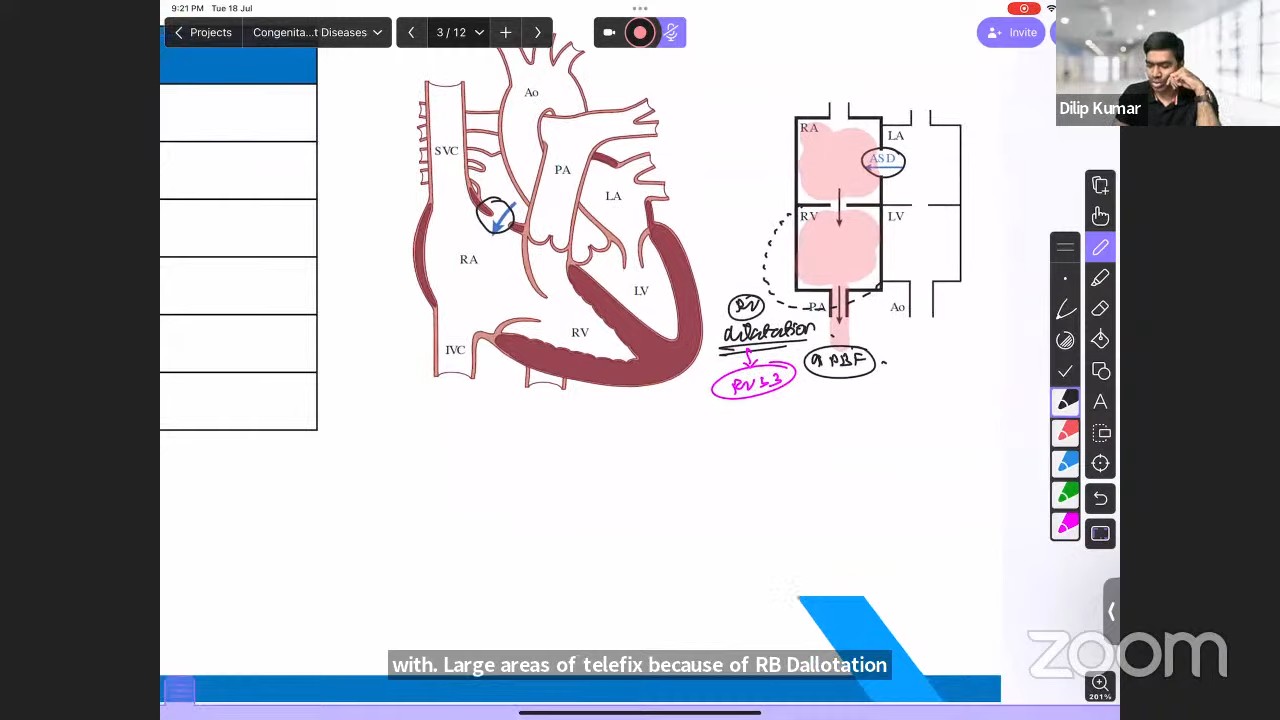 9:21 PM Tue 18 Jul
Projects
Congenita...t Diseases
3 / 12
Invite
Dilip Kumar
Ao
SVC
PA
LA
RA
LV
RV
IVC
RA
LA
ASD
RV
LV
PA
Ao
RV
dilatation
RV S3
↑ PBF
A
201%
zoom
with. Large areas of telefix because of RB Dallotation